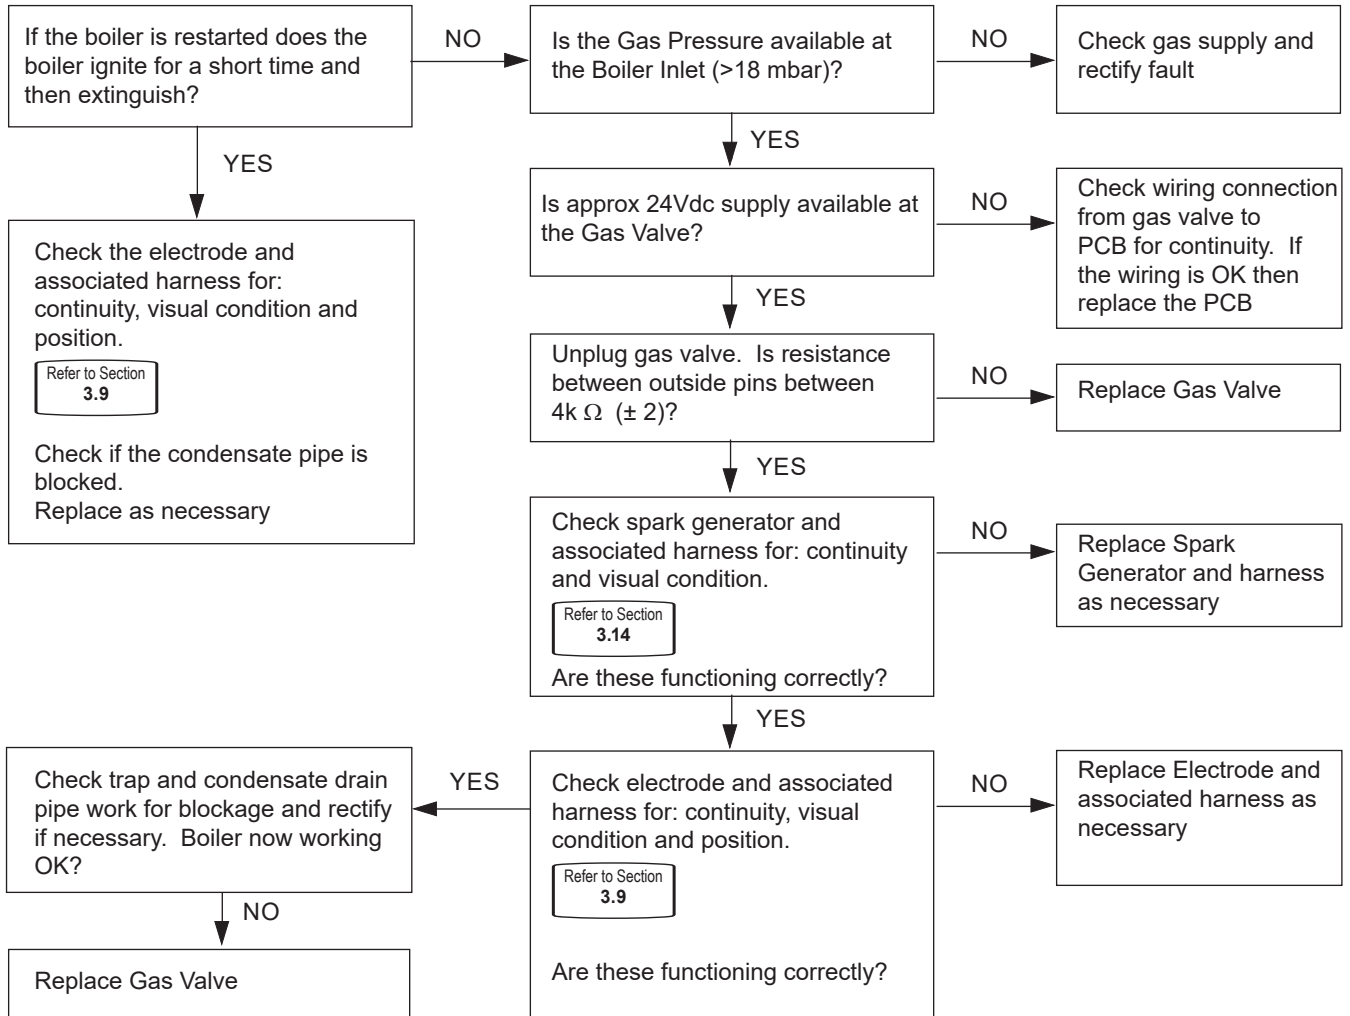 If the boiler is restarted does the
boiler ignite for a short time and
then extinguish?
NO
Is the Gas Pressure available at
the Boiler Inlet (>18 mbar)?
NO
Check gas supply and
rectify fault
YES
YES
Check the electrode and
associated harness for:
continuity, visual condition and
position.
Refer to Section
3.9
Check if the condensate pipe is
blocked.
Replace as necessary
Is approx 24Vdc supply available at
the Gas Valve?
NO
Check wiring connection
from gas valve to
PCB for continuity.  If
the wiring is OK then
replace the PCB
YES
Unplug gas valve.  Is resistance
between outside pins between
4k Ω  (± 2)?
NO
Replace Gas Valve
YES
Check spark generator and
associated harness for: continuity
and visual condition.
Refer to Section
3.14
Are these functioning correctly?
NO
Replace Spark
Generator and harness
as necessary
YES
Check electrode and associated
harness for: continuity, visual
condition and position.
Refer to Section
3.9
Are these functioning correctly?
NO
Replace Electrode and
associated harness as
necessary
YES
Check trap and condensate drain
pipe work for blockage and rectify
if necessary.  Boiler now working
OK?
NO
Replace Gas Valve